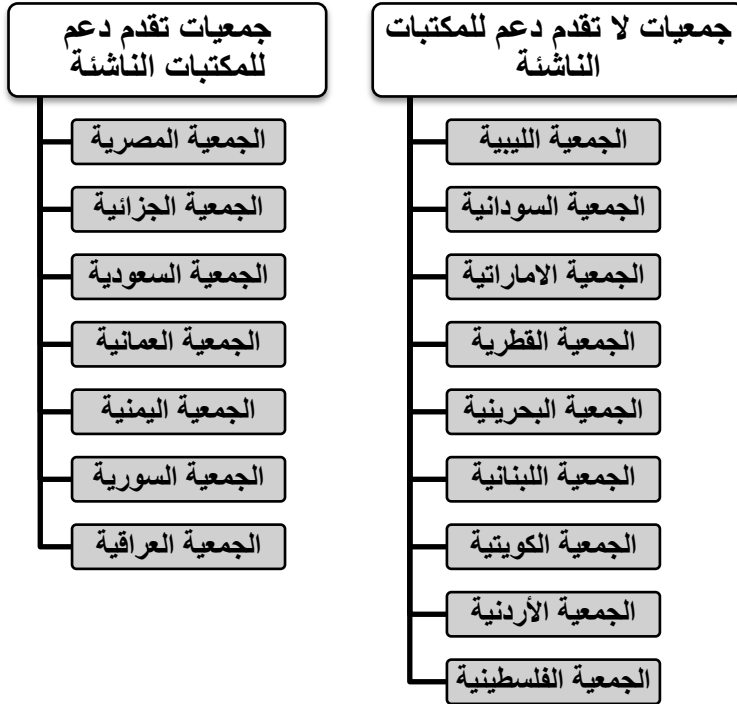 جمعيات لا تقدم دعم للمكتبات
الناشئة
الجمعية الليبية
الجمعية السودانية
الجمعية الاماراتية
الجمعية القطرية
الجمعية البحرينية
الجمعية اللبنانية
الجمعية الكويتية
الجمعية الأردنية
الجمعية الفلسطينية
جمعيات تقدم دعم
للمكتبات الناشئة
الجمعية المصرية
الجمعية الجزائية
الجمعية السعودية
الجمعية العمانية
الجمعية اليمنية
الجمعية السورية
الجمعية العراقية